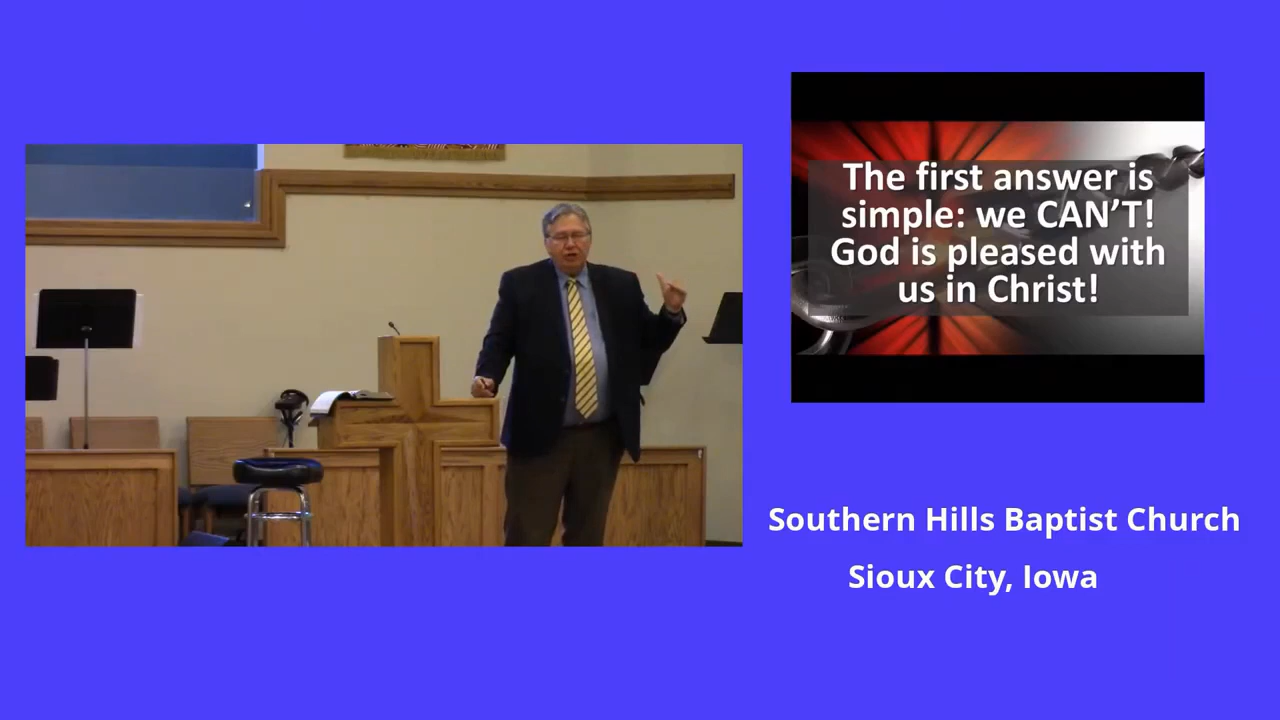 The first answer is
simple: we CAN’T!
God is pleased with
us in Christ!
Southern Hills Baptist Church
Sioux City, Iowa